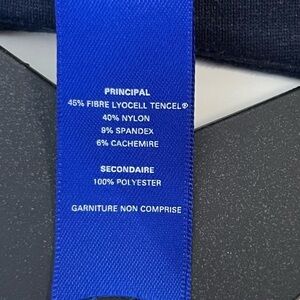 PRINCIPAL
45% FIBRE LYOCELL TENCEL®
40% NYLON
9% SPANDEX
6% CACHEMIRE
SECONDAIRE
100% POLYESTER
GARNITURE NON COMPRISE